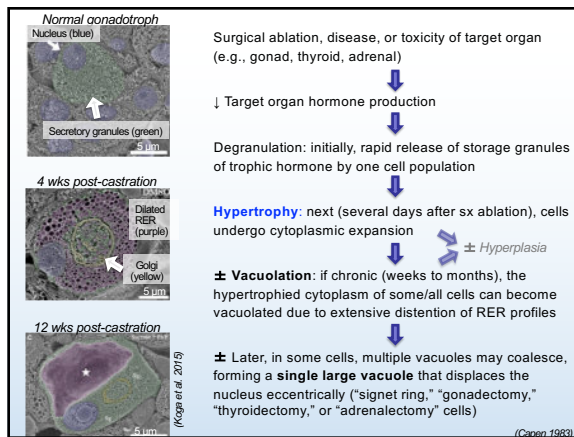 Normal gonadotroph
Nucleus (blue)
Secretory granules (green)
5 µm
4 wks post-castration
Dilated
RER
(purple)
Golgi
(yellow)
5 µm
12 wks post-castration
5 µm
(Koga et al. 2015)
Surgical ablation, disease, or toxicity of target organ
(e.g., gonad, thyroid, adrenal)
↓ Target organ hormone production
Degranulation: initially, rapid release of storage granules
of trophic hormone by one cell population
Hypertrophy: next (several days after sx ablation), cells
undergo cytoplasmic expansion
± Hyperplasia
± Vacuolation: if chronic (weeks to months), the
hypertrophied cytoplasm of some/all cells can become
vacuolated due to extensive distention of RER profiles
± Later, in some cells, multiple vacuoles may coalesce,
forming a single large vacuole that displaces the
nucleus eccentrically (“signet ring,” “gonadectomy,”
“thyroidectomy,” or “adrenalectomy” cells)
(Capen 1983)